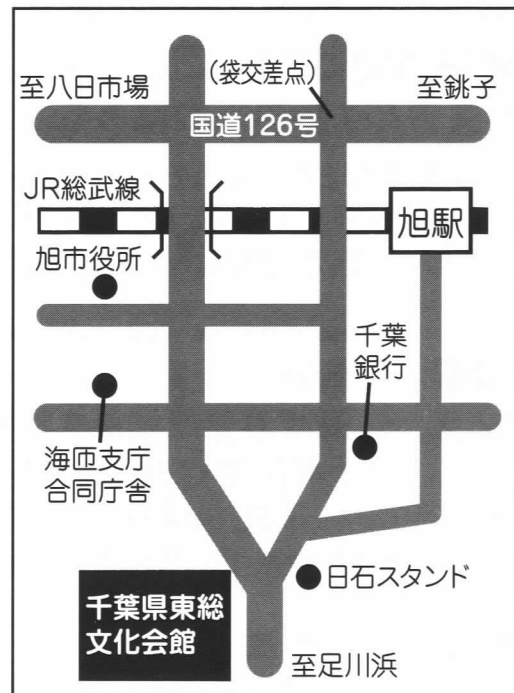 至八日市場
(袋交差点)
至銚子
国道126号
JR総武線
旭駅
旭市役所
千葉
銀行
海匝支庁
合同庁舎
日石スタンド
千葉県東総
文化会館
至足川浜